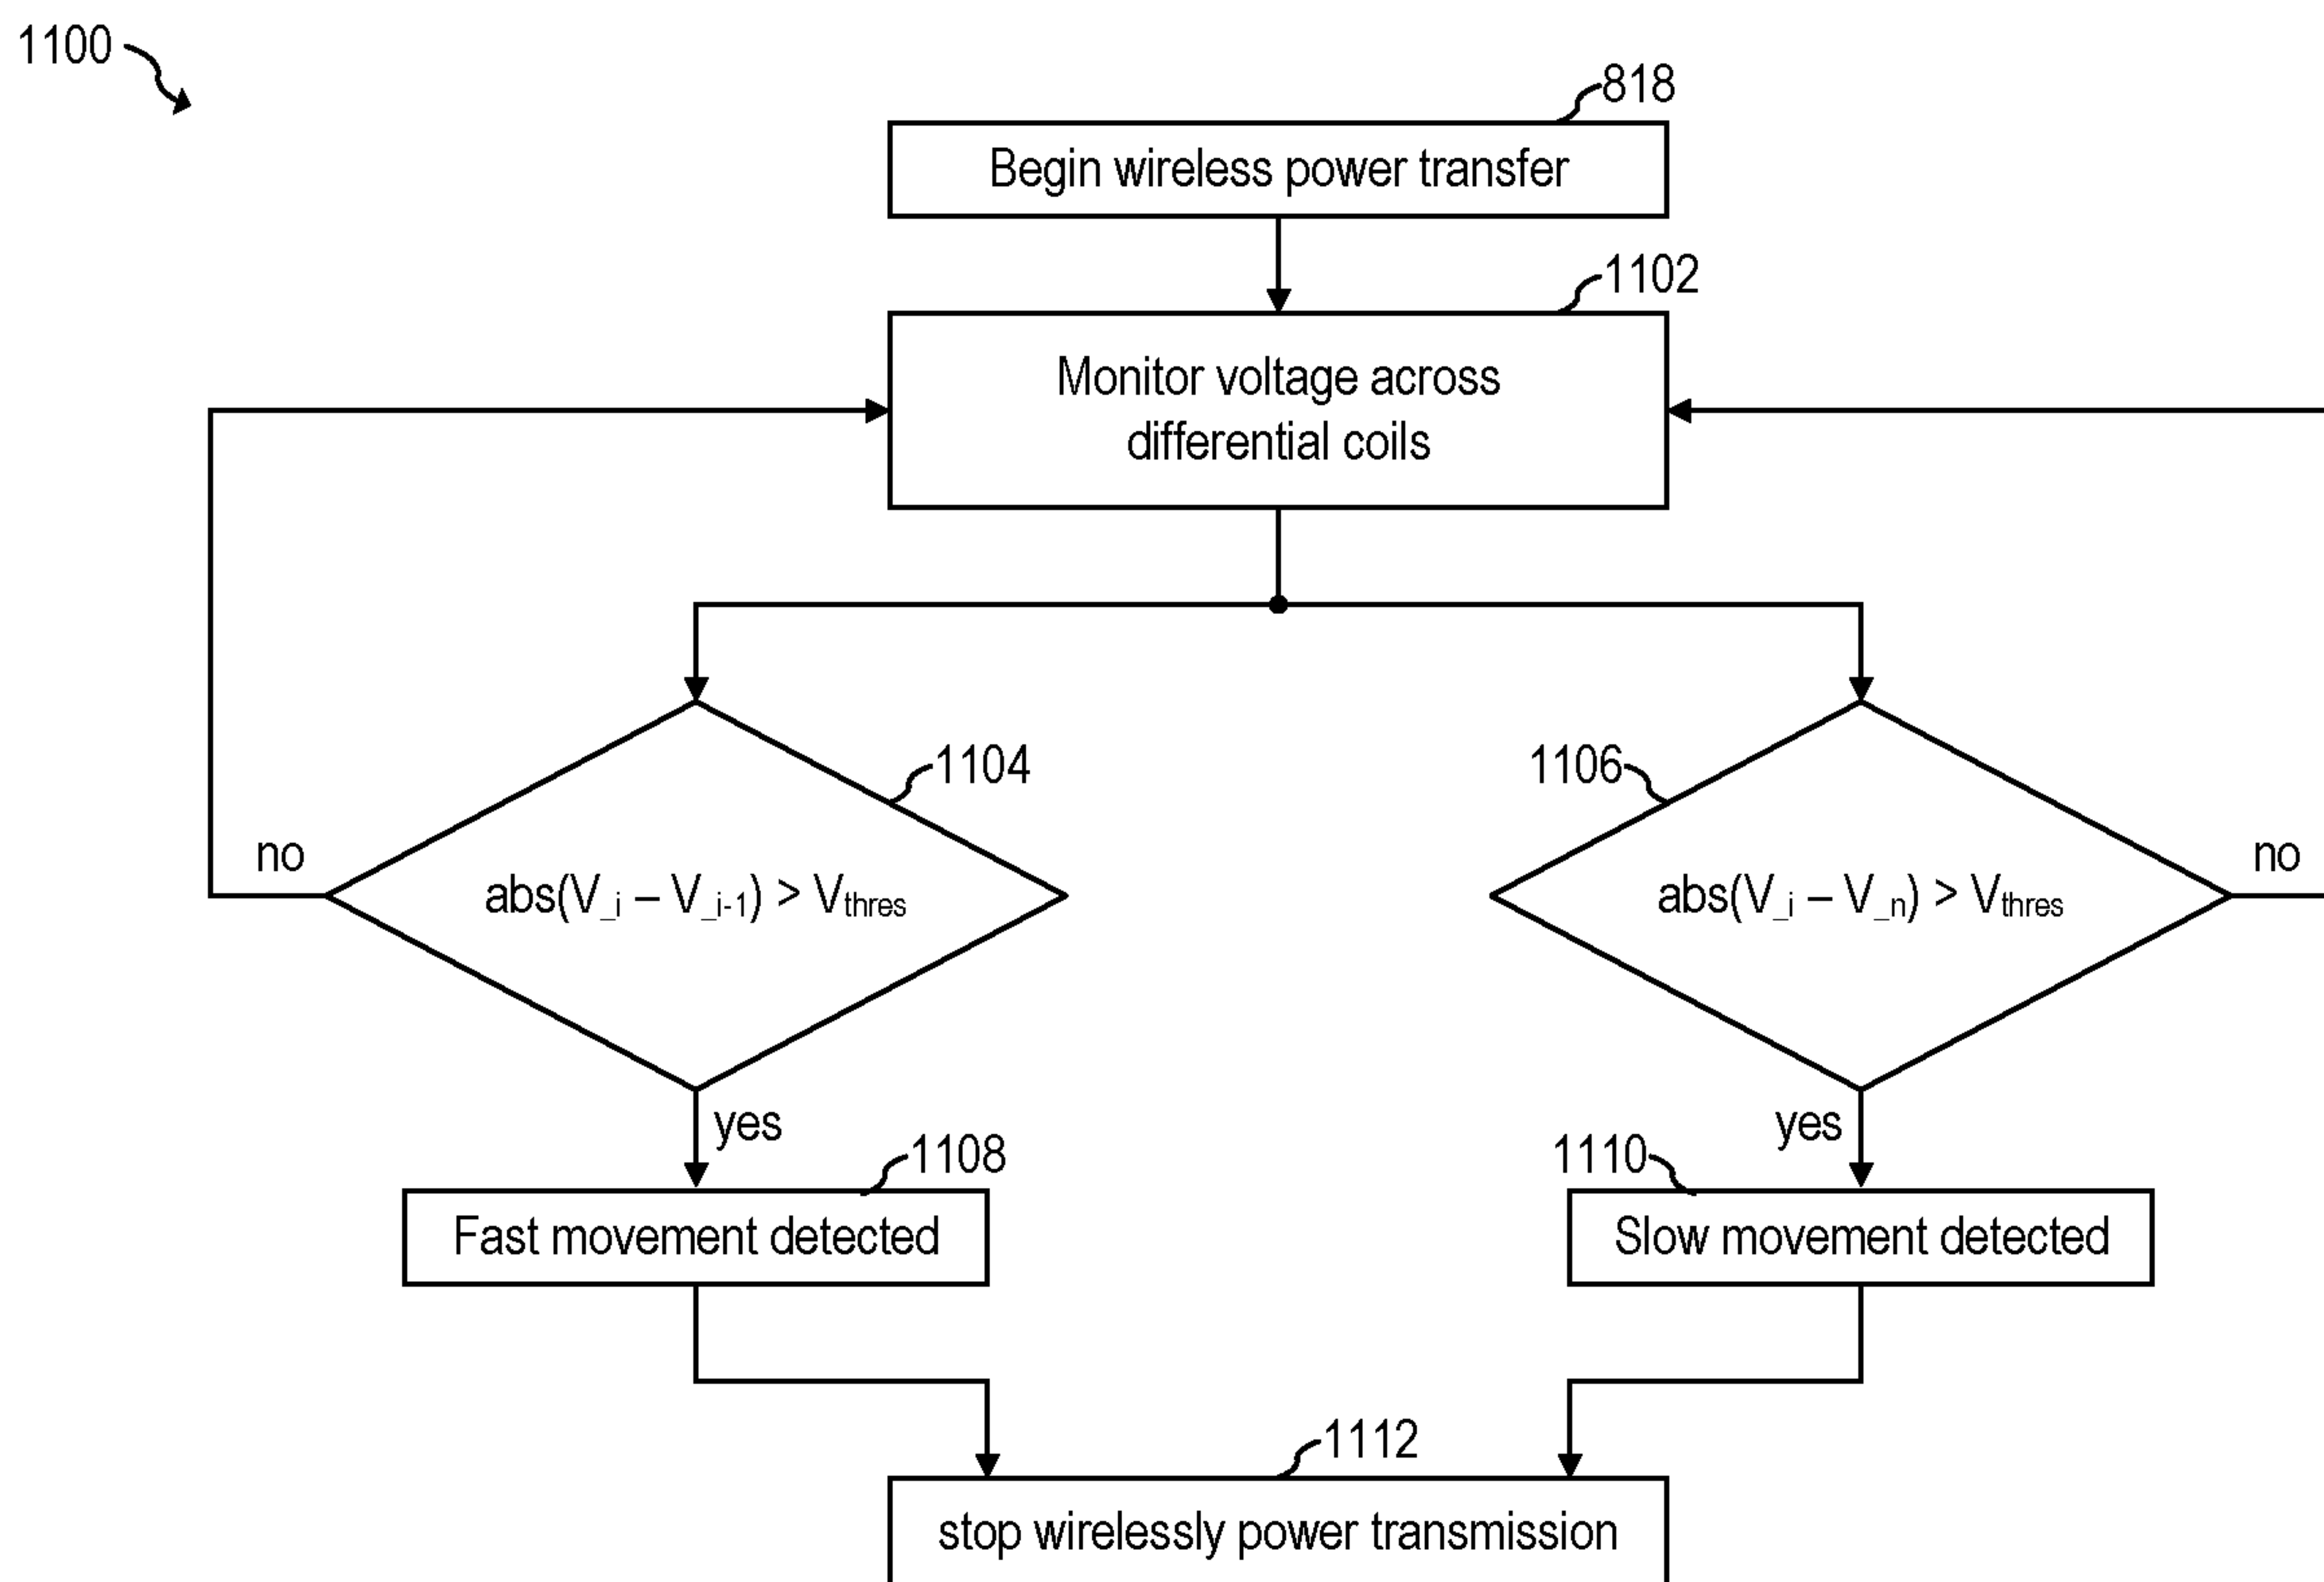 1100
818
Begin wireless power transfer
1102
Monitor voltage across
differential coils
1104
1106
no
abs(V_i – V_i-1) > Vthres
abs(V_i – V_n) > Vthres
no
yes
yes
1108
1110
Fast movement detected
Slow movement detected
1112
stop wirelessly power transmission